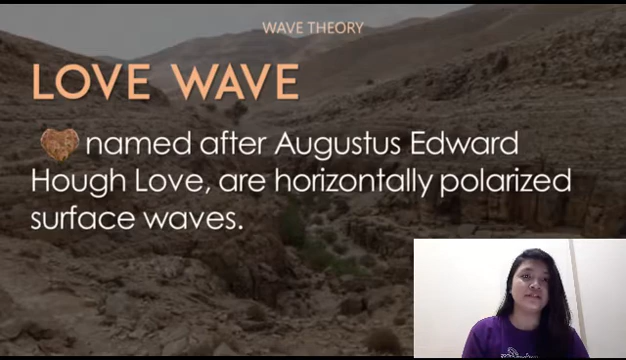 WAVE THEORY
LOVE WAVE
named after Augustus Edward
Hough Love, are horizontally polarized
surface waves.